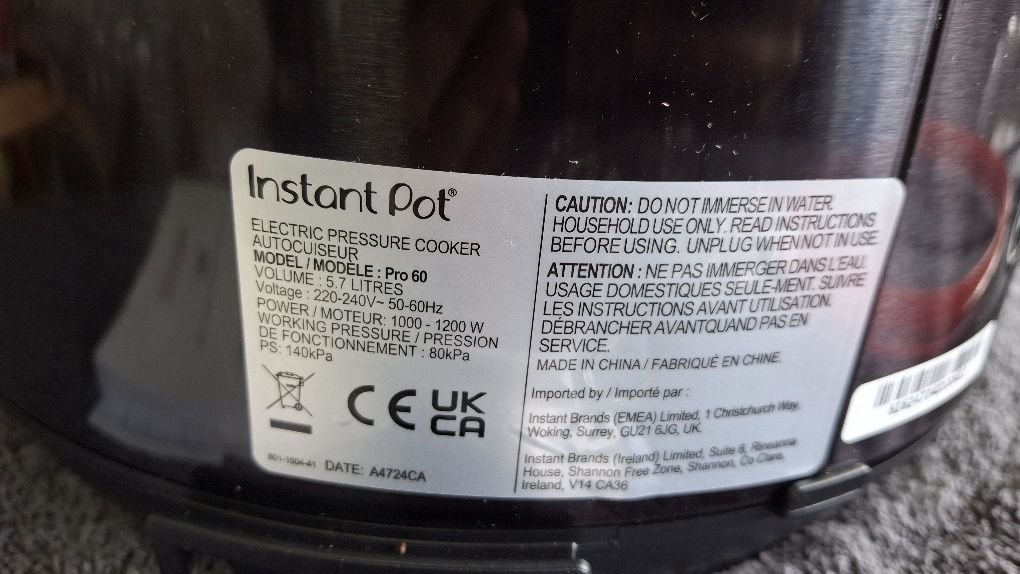 Instant Pot®
ELECTRIC PRESSURE COOKER
AUTOCUISEUR
MODEL / MODELE : Pro 60
VOLUME : 5.7 LITRES
Voltage : 220-240V~ 50-60Hz
POWER / MOTEUR: 1000 - 1200 W
WORKING PRESSURE / PRESSION
DE FONCTIONNEMENT : 80kPa
PS: 140kPa
CE UK
CA
801-1504-41 DATE: A4724CA
CAUTION: DO NOT IMMERSE IN WATER.
HOUSEHOLD USE ONLY. READ INSTRUCTIONS
BEFORE USING. UNPLUG WHEN NOT IN USE.
ATTENTION : NE PAS IMMERGER DANS L'EAU.
USAGE DOMESTIQUES SEULE-MENT. SUIVRE
LES INSTRUCTIONS AVANT UTILISATION.
DÉBRANCHER AVANTQUAND PAS EN
SERVICE.
MADE IN CHINA / FABRIQUÉ EN CHINE.
Imported by / Importé par :
Instant Brands (EMEA) Limited, 1 Christchurch Way,
Woking, Surrey, GU21 6JG, UK.
Instant Brands (Ireland) Limited, Suite 6, Rineanna
House, Shannon Free Zone, Shannon, Co Clare,
Ireland, V14 CA36